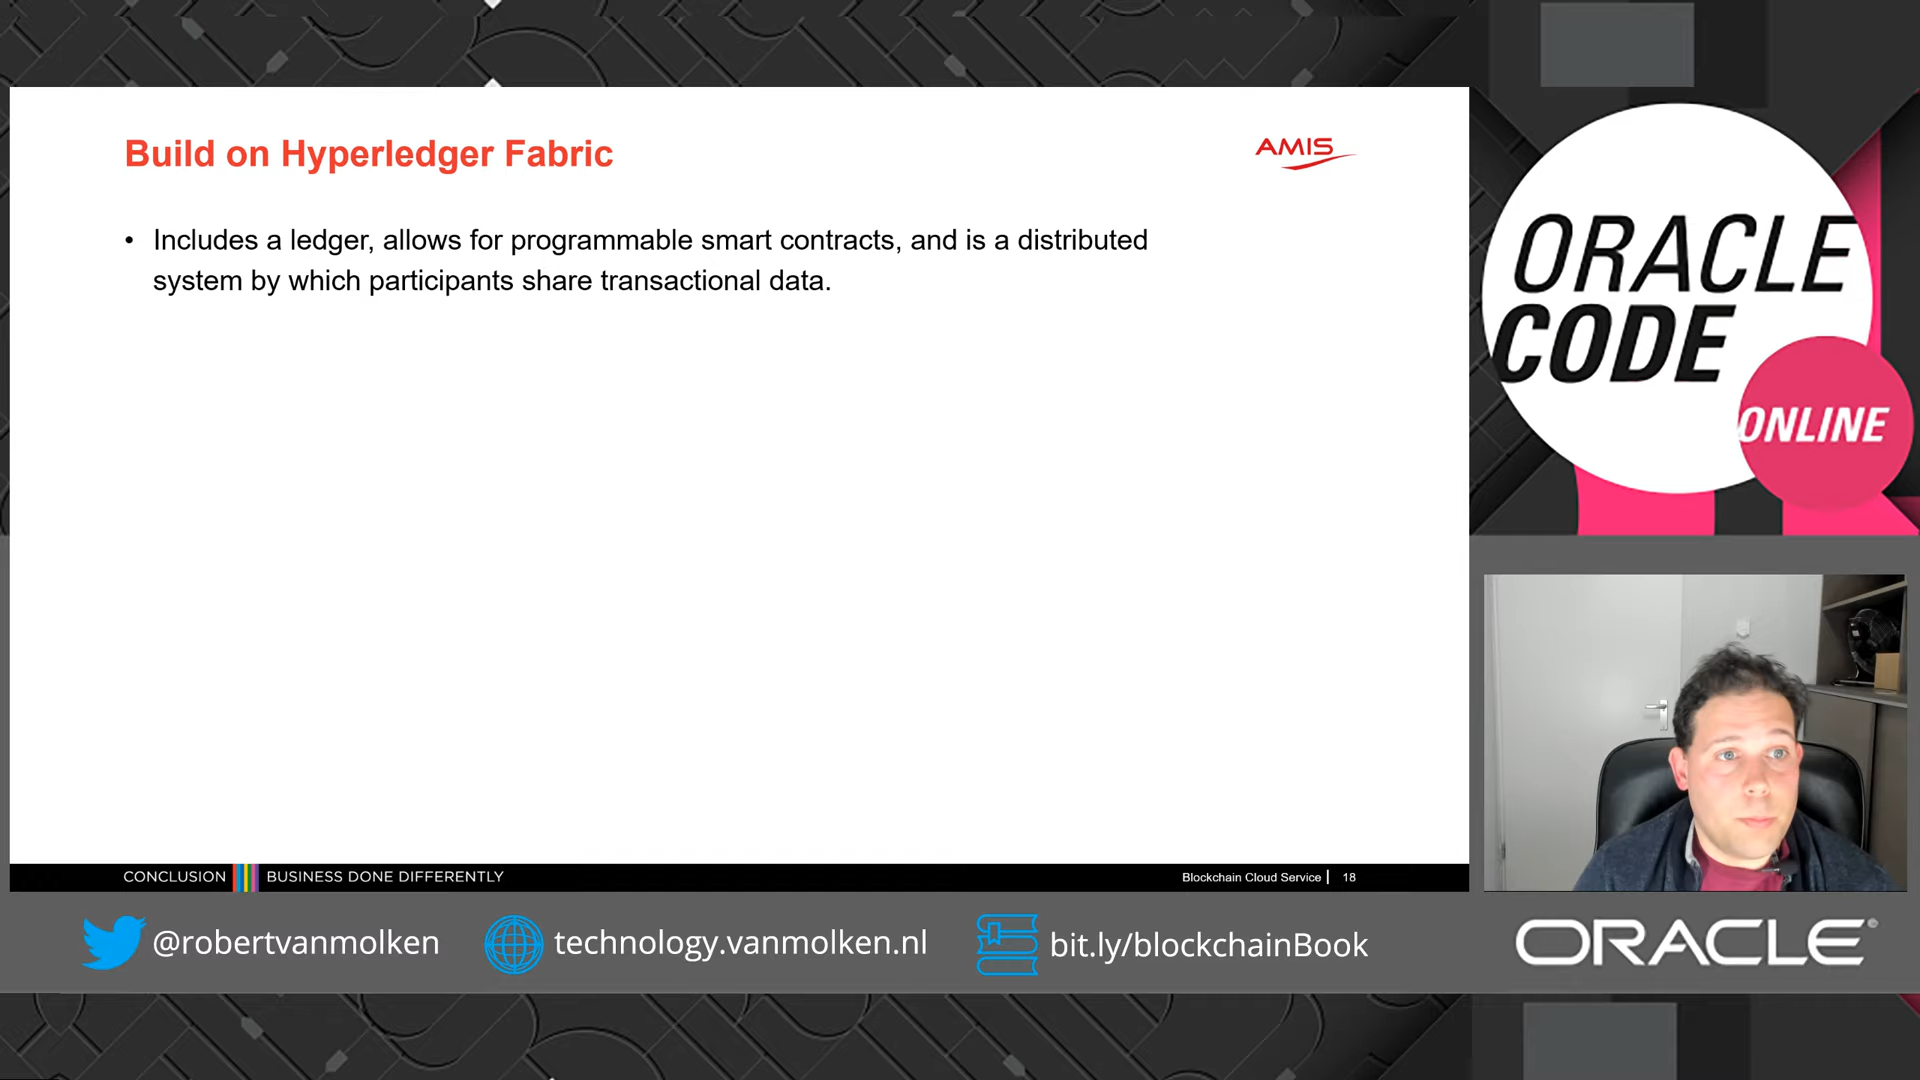 Build on Hyperledger Fabric
AMIS
• Includes a ledger, allows for programmable smart contracts, and is a distributed
system by which participants share transactional data.
CONCLUSION BUSINESS DONE DIFFERENTLY
Blockchain Cloud Service | 18
ORACLE
CODE
ONLINE
@robertvanmolken
technology.vanmolken.nl
bit.ly/blockchainBook
ORACLE®